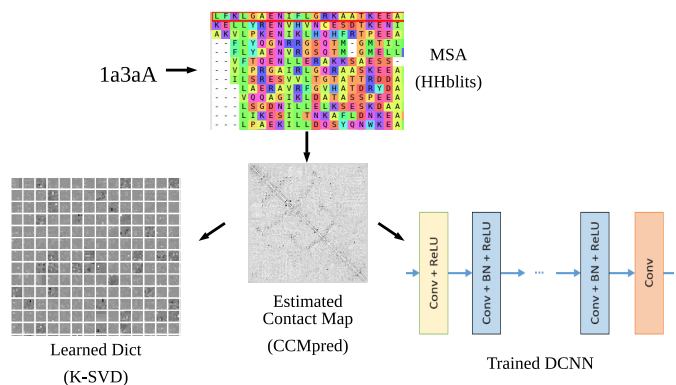 L F K L G A E N I F L G R K A A T K E E A
K E L L Y R E N V H V N C E S D T K E N I
A K V L P K E N I K L H Q H F R T P E E A
- - F L Y Q G N R R G S Q T M - G M T I L
- - F L Y A E N V R G S Q T M - G M E L L
- - V F T Q E N L L E R A K K S A E S S -
- - V L P R G A I R L G Q R A A S K E E A
- - I L S R E S V V L T G T A T T R D D A
- - - L A E R A V R F G V H A T D R Y D A
- - - V Q Q A G I K L D A T A S S P E E A
- - - L S G D N I L L E L K S E S K D A A
- - - L I K E S I L T N K A F L D N K E A
- - - L P A E K I L L D Q S Y Q N W K E A
1a3aA
MSA
(HHblits)
Learned Dict
(K-SVD)
Estimated
Contact Map
(CCMpred)
Conv + ReLU
Conv + BN + ReLU
...
Conv + BN + ReLU
Conv
Trained DCNN